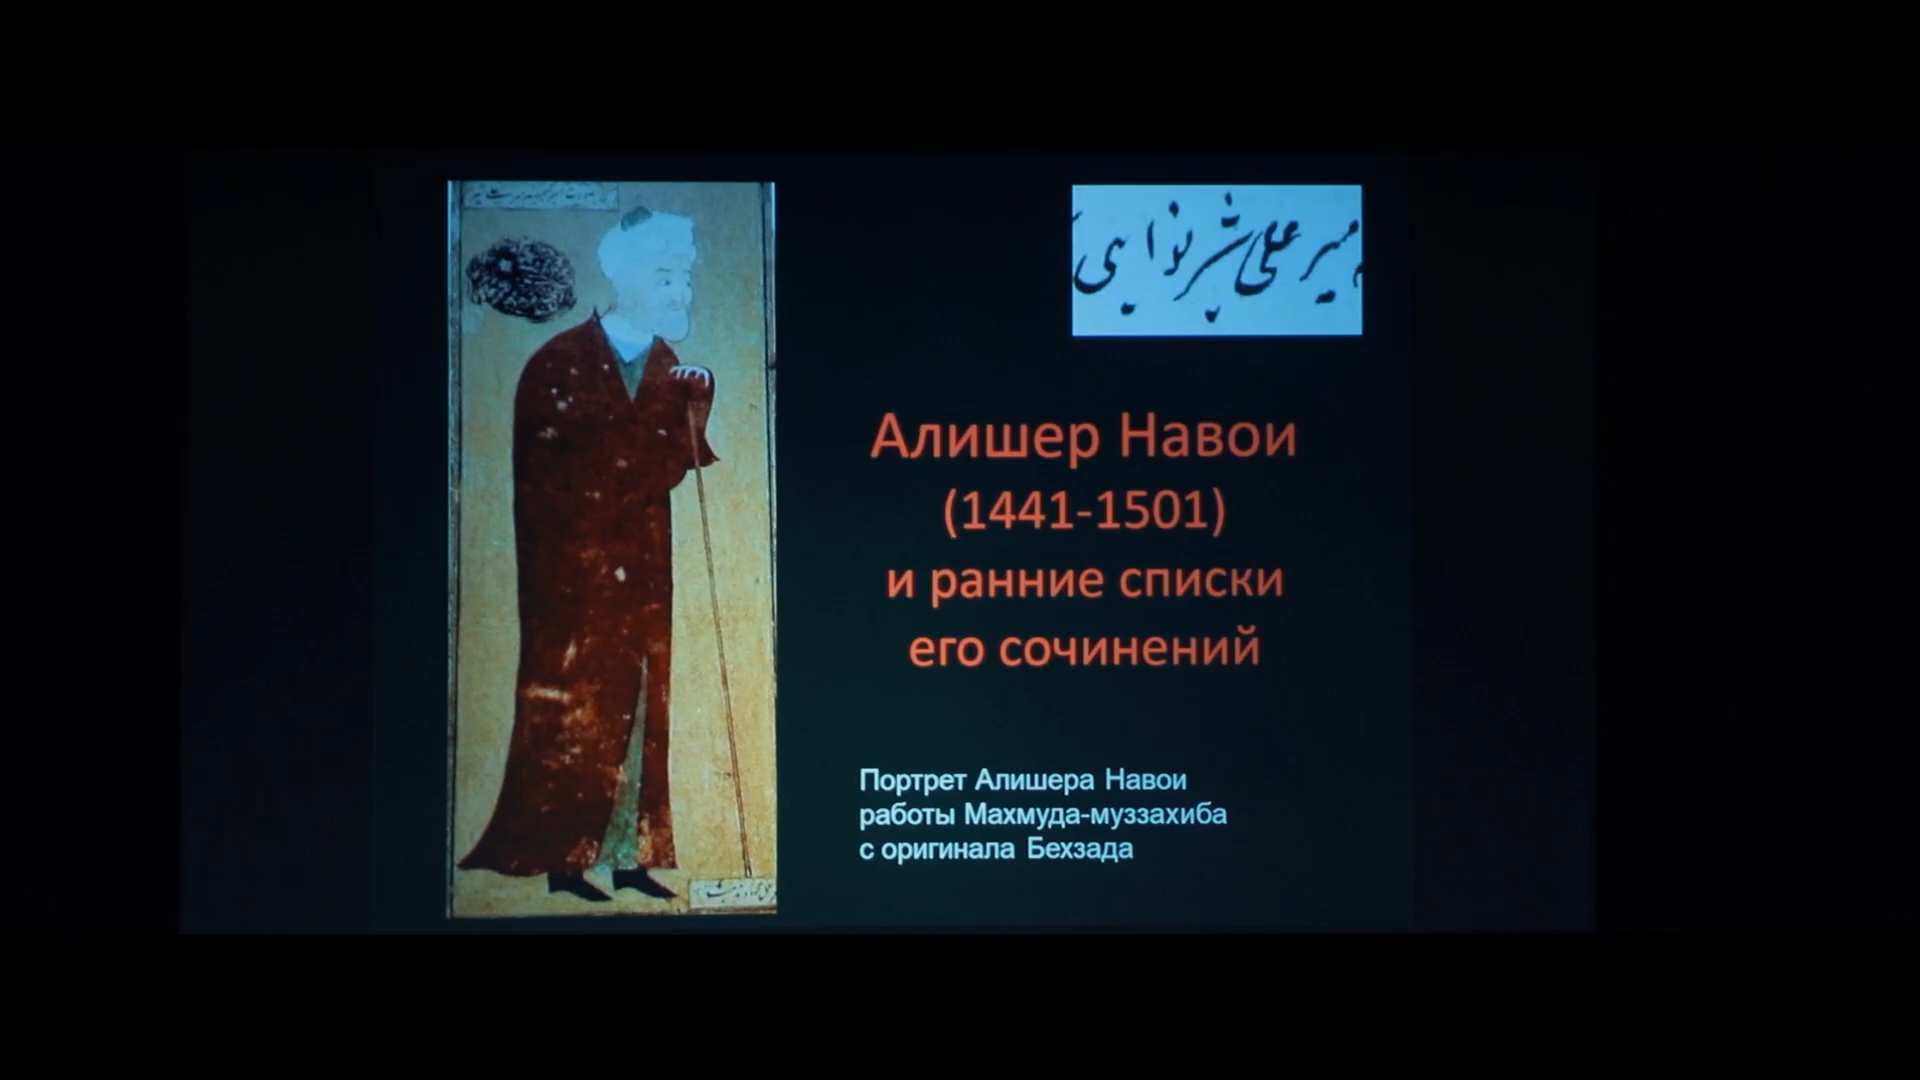 میر علی شیر نوایی
Алишер Навои
(1441-1501)
и ранние списки
его сочинений
Портрет Алишера Навои
работы Махмуда-муззахиба
с оригинала Бехзада